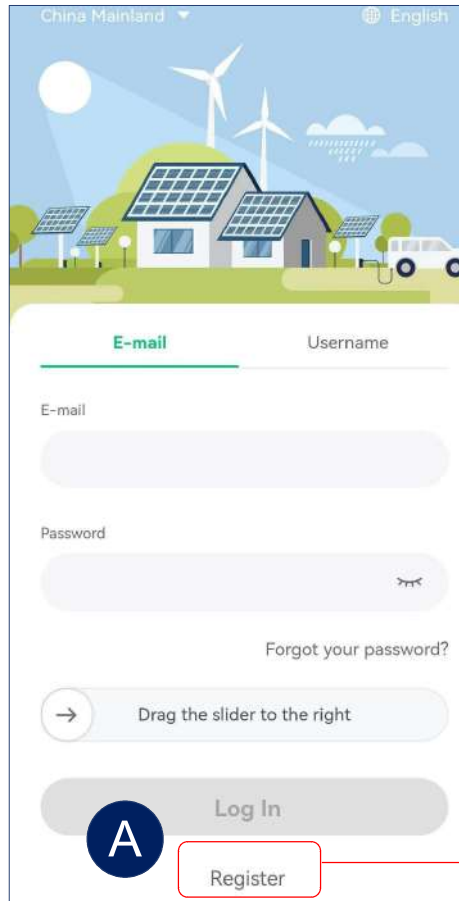 China Mainland English
E-mail Username
E-mail
Password
Forgot your password?
Drag the slider to the right
Log In
A
Register